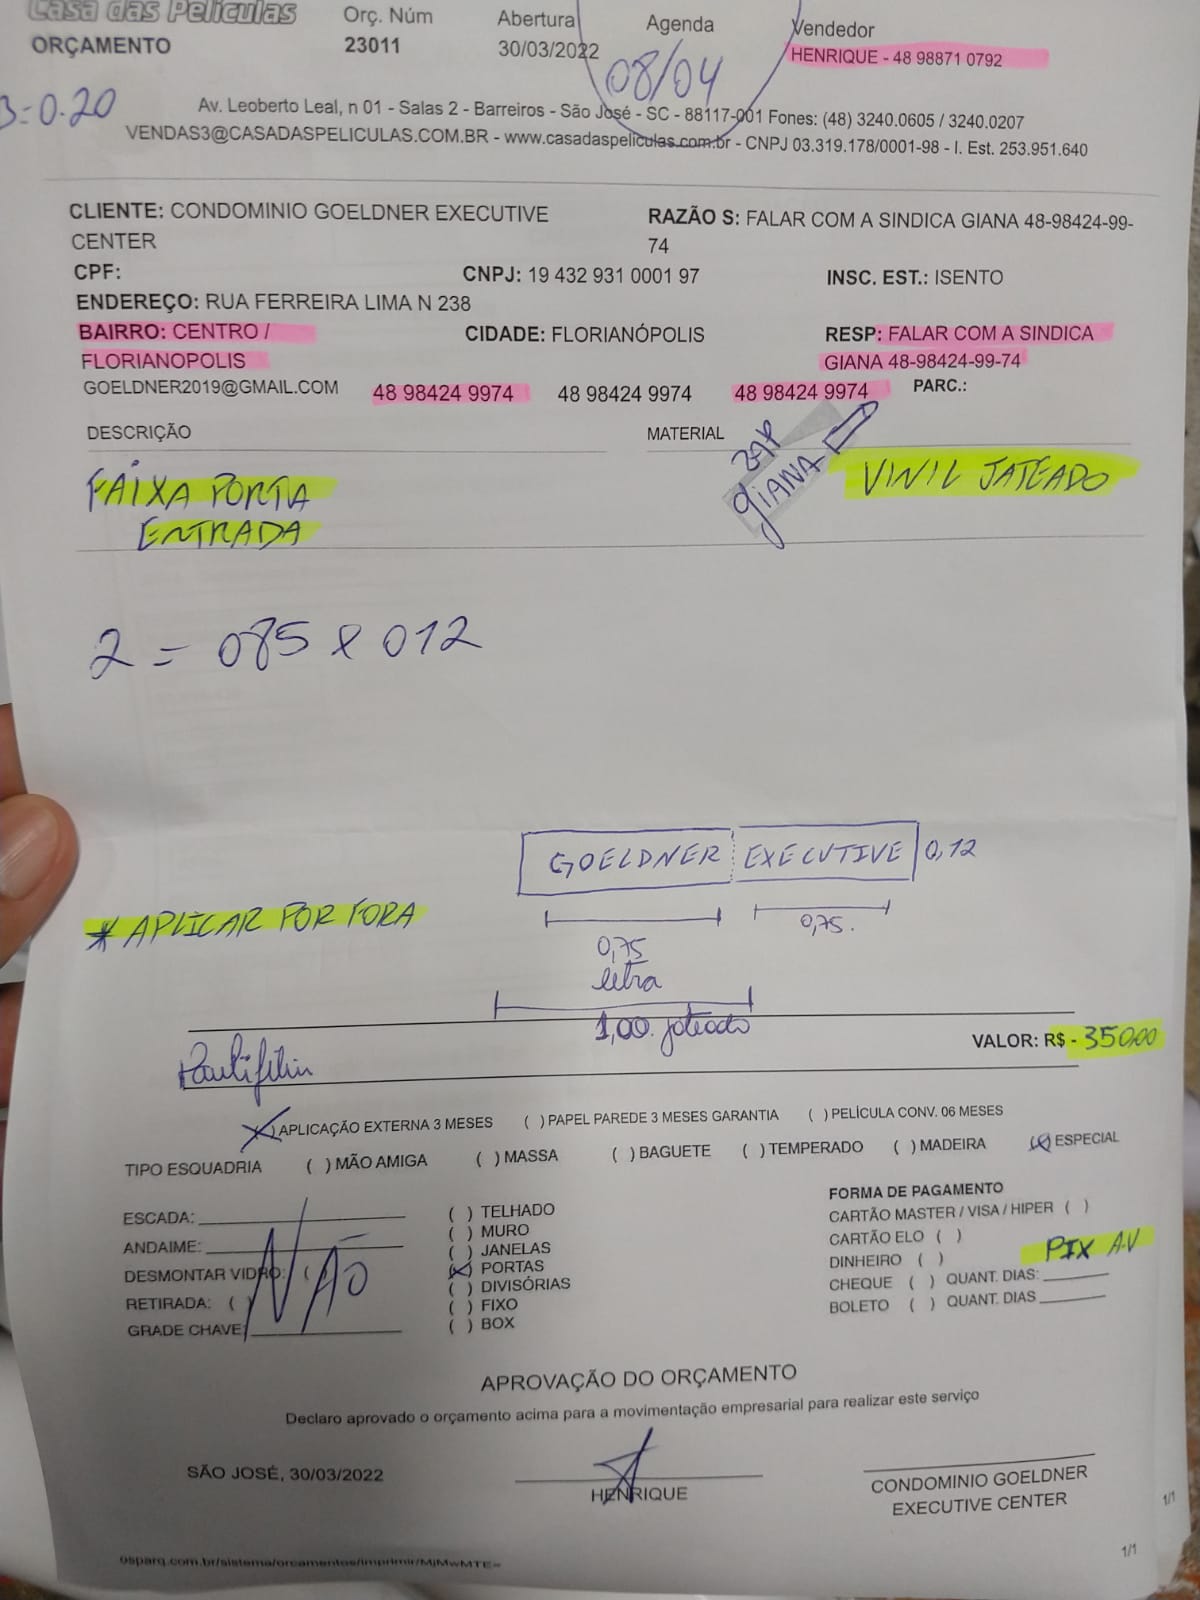 Casa das Películas
ORÇAMENTO
Orç. Núm
23011
Abertura
30/03/2022
Agenda
08/04
Vendedor
HENRIQUE - 48 98871 0792
B=0.20
Av. Leoberto Leal, n 01 - Salas 2 - Barreiros - São José - SC - 88117-001 Fones: (48) 3240.0605 / 3240.0207
VENDAS3@CASADASPELICULAS.COM.BR - www.casadaspeliculas.com.br - CNPJ 03.319.178/0001-98 - I. Est. 253.951.640
CLIENTE: CONDOMINIO GOELDNER EXECUTIVE
CENTER
RAZÃO S: FALAR COM A SINDICA GIANA 48-98424-99-
74
CPF:
CNPJ: 19 432 931 0001 97
INSC. EST.: ISENTO
ENDEREÇO: RUA FERREIRA LIMA N 238
BAIRRO: CENTRO /
FLORIANOPOLIS
CIDADE: FLORIANÓPOLIS
RESP: FALAR COM A SINDICA
GIANA 48-98424-99-74
GOELDNER2019@GMAIL.COM
48 98424 9974
48 98424 9974
48 98424 9974
PARC.:
DESCRIÇÃO
MATERIAL
ZAP
GIANA
FAIXA PORTA
ENTRADA
VINIL JATEADO
2 = 085 x 012
GOELDNER EXECUTIVE 0,12
* APLICAR POR FORA
0,75
letra
0,75.
1,00. jateado
VALOR: R$ - 350,00
(X) APLICAÇÃO EXTERNA 3 MESES ( ) PAPEL PAREDE 3 MESES GARANTIA ( ) PELÍCULA CONV. 06 MESES
TIPO ESQUADRIA ( ) MÃO AMIGA ( ) MASSA ( ) BAGUETE ( ) TEMPERADO ( ) MADEIRA (X) ESPECIAL
ESCADA:
ANDAIME:
DESMONTAR VIDRO: (
RETIRADA: ( )
GRADE CHAVE:
NÃO
( ) TELHADO
( ) MURO
( ) JANELAS
(X) PORTAS
( ) DIVISÓRIAS
( ) FIXO
( ) BOX
FORMA DE PAGAMENTO
CARTÃO MASTER / VISA / HIPER ( )
CARTÃO ELO ( )
DINHEIRO ( )
PIX A.V
CHEQUE ( ) QUANT. DIAS:
BOLETO ( ) QUANT. DIAS
APROVAÇÃO DO ORÇAMENTO
Declaro aprovado o orçamento acima para a movimentação empresarial para realizar este serviço
SÃO JOSÉ, 30/03/2022
HENRIQUE
CONDOMINIO GOELDNER
EXECUTIVE CENTER
1/1
osparq.com.br/sistema/orcamentos/imprimir/MjMwMTE=
1/1